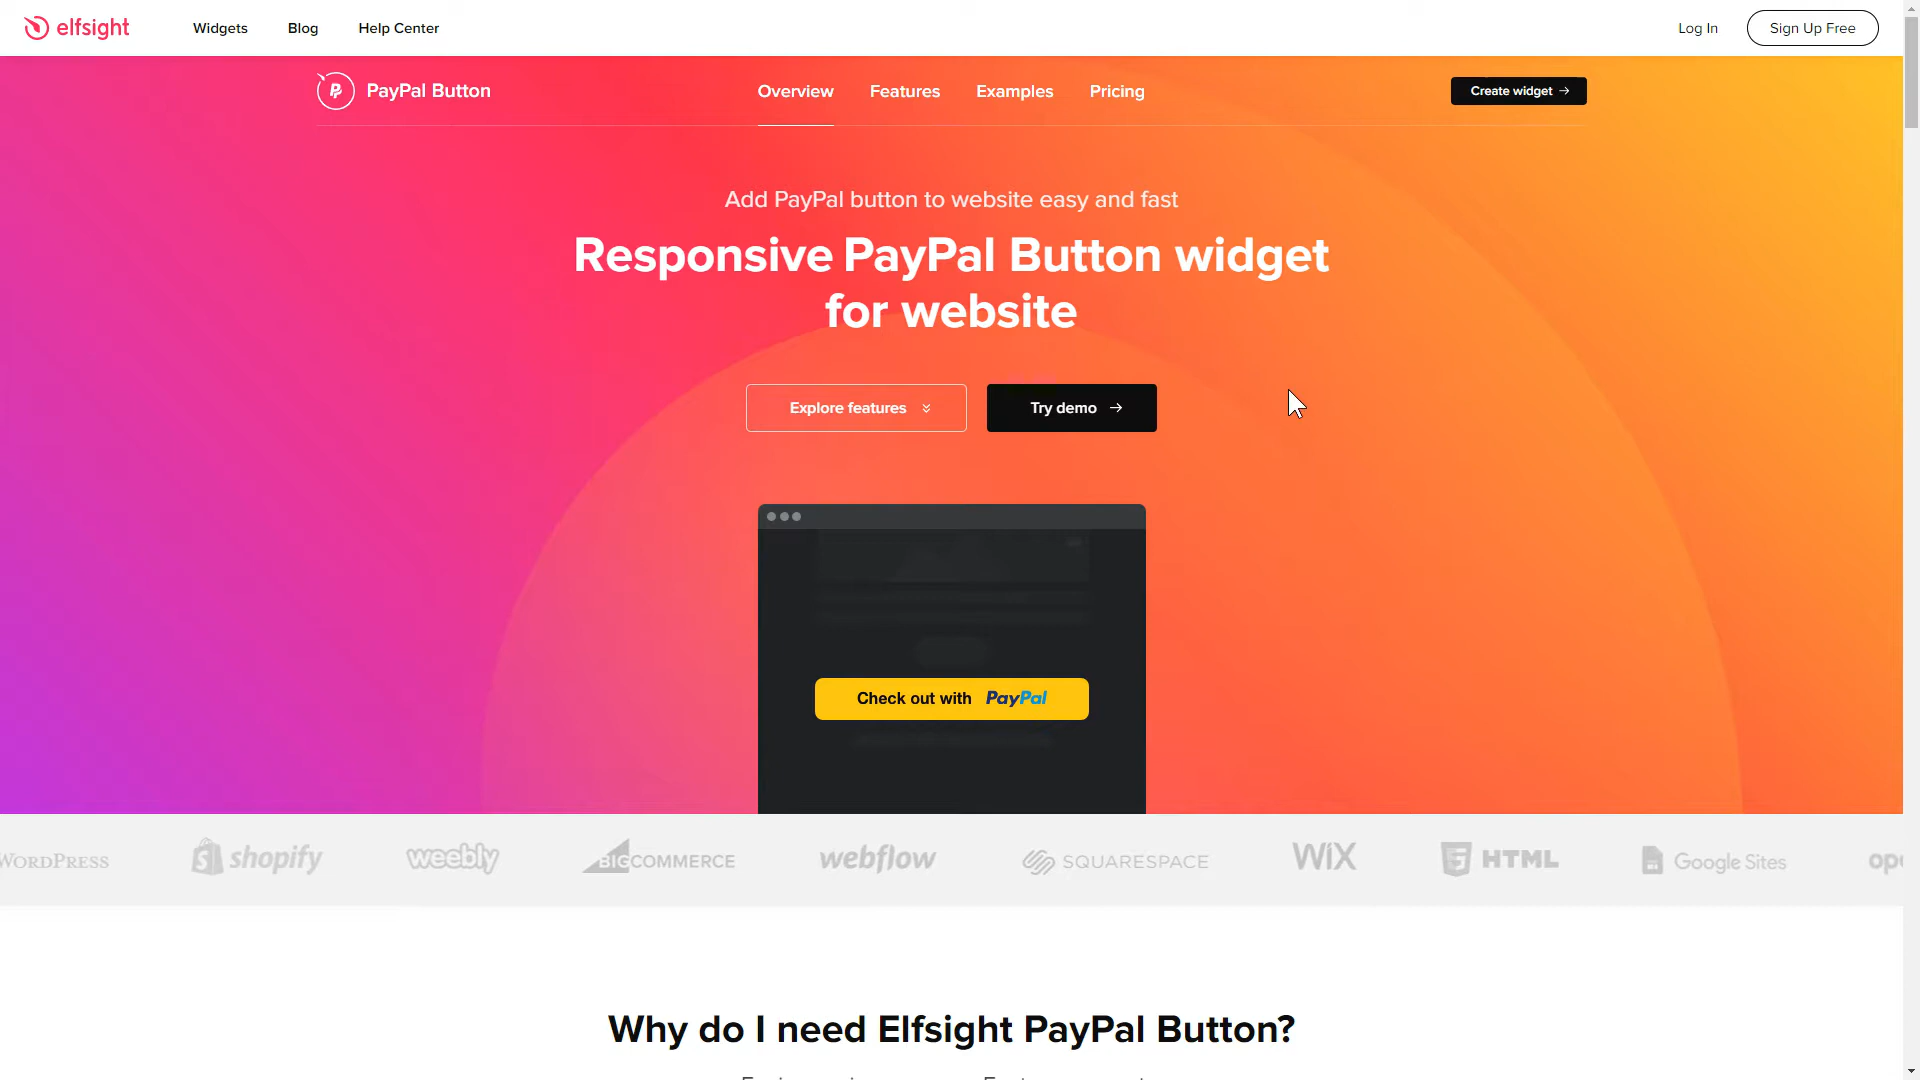 elfsight
Widgets
Blog
Help Center
Log In
Sign Up Free
PayPal Button
Overview
Features
Examples
Pricing
Create widget
Add PayPal button to website easy and fast
Responsive PayPal Button widget
for website
Explore features
Try demo
Check out with PayPal
WORDPRESS
shopify
weebly
BIGCOMMERCE
webflow
SQUARESPACE
WIX
HTML
Google Sites
Why do I need Elfsight PayPal Button?